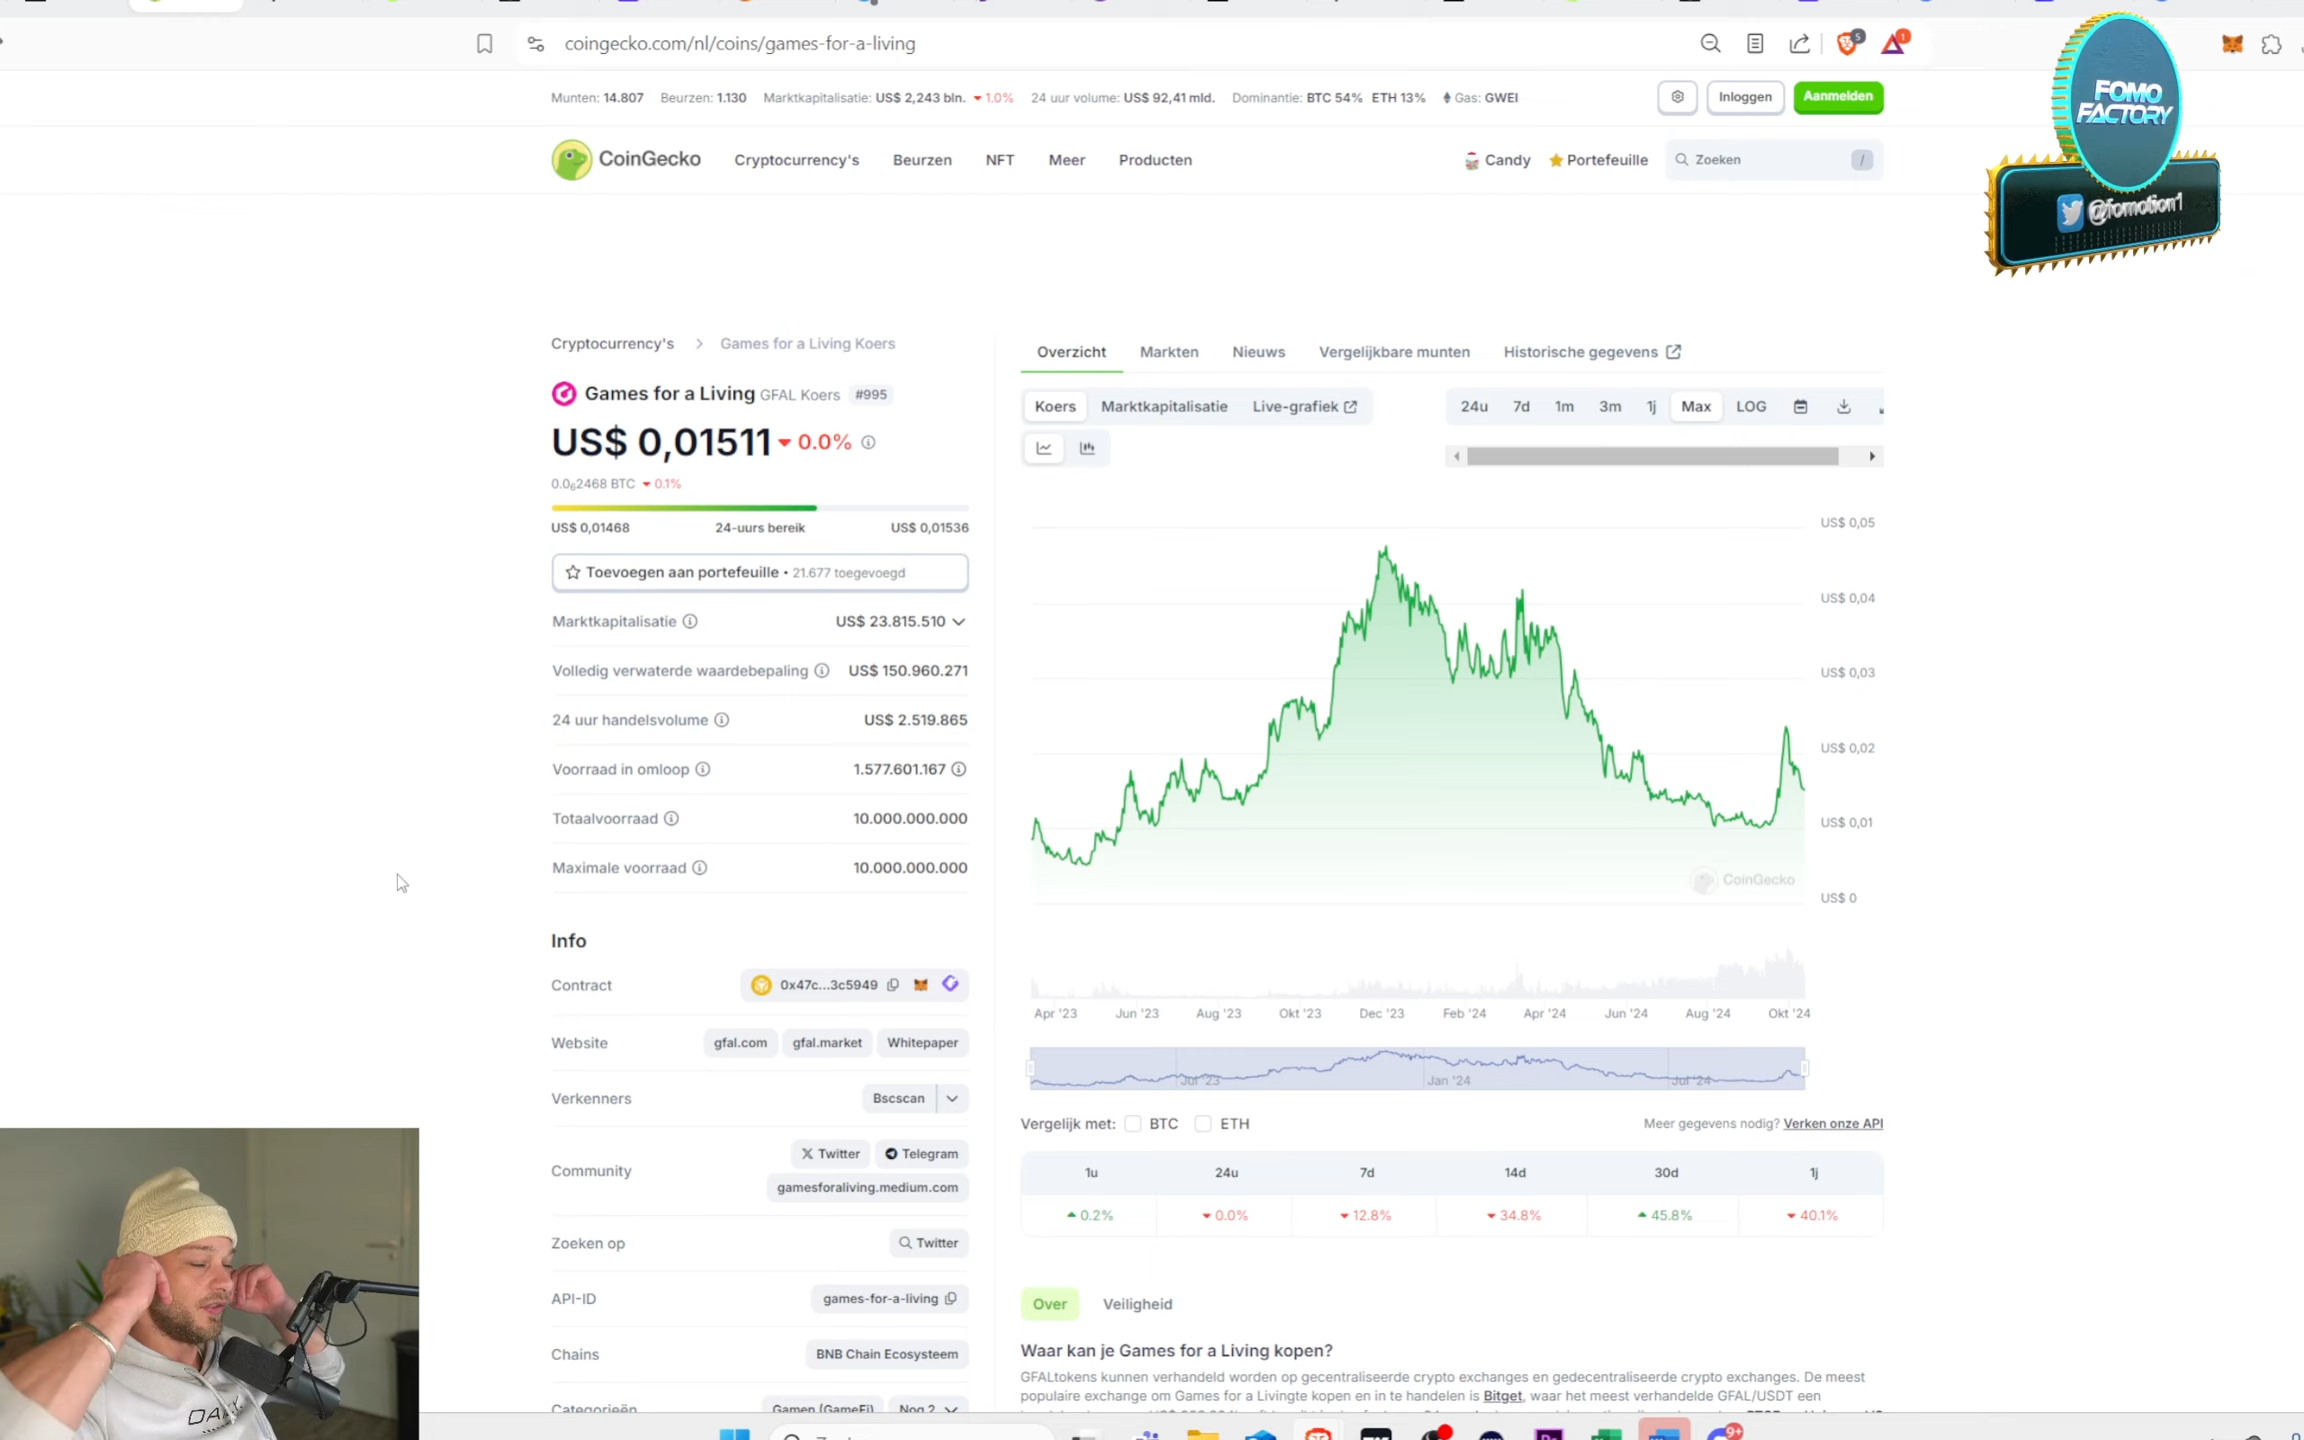 coingecko.com/nl/coins/games-for-a-living
5
1
FOMO
FACTORY
@fomotion1
Munten: 14.807 Beurzen: 1.130 Marktkapitalisatie: US$ 2,243 bln. 1.0% 24 uur volume: US$ 92,41 mld. Dominantie: BTC 54% ETH 13% Gas: GWEI
Inloggen
Aanmelden
CoinGecko Cryptocurrency's Beurzen NFT Meer Producten
Candy Portefeuille Zoeken /
Cryptocurrency's > Games for a Living Koers
Games for a Living GFAL Koers #995
US$ 0,01511 0.0%
0.0₆2468 BTC 0.1%
US$ 0,01468 24-uurs bereik US$ 0,01536
Toevoegen aan portefeuille • 21.677 toegevoegd
Marktkapitalisatie US$ 23.815.510
Volledig verwaterde waardebepaling US$ 150.960.271
24 uur handelsvolume US$ 2.519.865
Voorraad in omloop 1.577.601.167
Totaalvoorraad 10.000.000.000
Maximale voorraad 10.000.000.000
Info
Contract 0x47c...3c5949
Website gfal.com gfal.market Whitepaper
Verkenners Bscscan
Community Twitter Telegram
gamesforaliving.medium.com
Zoeken op Twitter
API-ID games-for-a-living
Chains BNB Chain Ecosysteem
Categorieën Gamen (GameFi) Nog 2
Overzicht Markten Nieuws Vergelijkbare munten Historische gegevens
Koers Marktkapitalisatie Live-grafiek
24u 7d 1m 3m 1j Max LOG
US$ 0,05
US$ 0,04
US$ 0,03
US$ 0,02
US$ 0,01
US$ 0
CoinGecko
Apr '23 Jun '23 Aug '23 Okt '23 Dec '23 Feb '24 Apr '24 Jun '24 Aug '24 Okt '24
Jul '23 Jan '24 Jul '24
Vergelijk met: BTC ETH
Meer gegevens nodig? Verken onze API
1u 24u 7d 14d 30d 1j
0.2% 0.0% 12.8% 34.8% 45.8% 40.1%
Over Veiligheid
Waar kan je Games for a Living kopen?
GFALtokens kunnen verhandeld worden op gecentraliseerde crypto exchanges en gedecentraliseerde crypto exchanges. De meest
populaire exchange om Games for a Livingte kopen en in te handelen is Bitget, waar het meest verhandelde GFAL/USDT een
9+